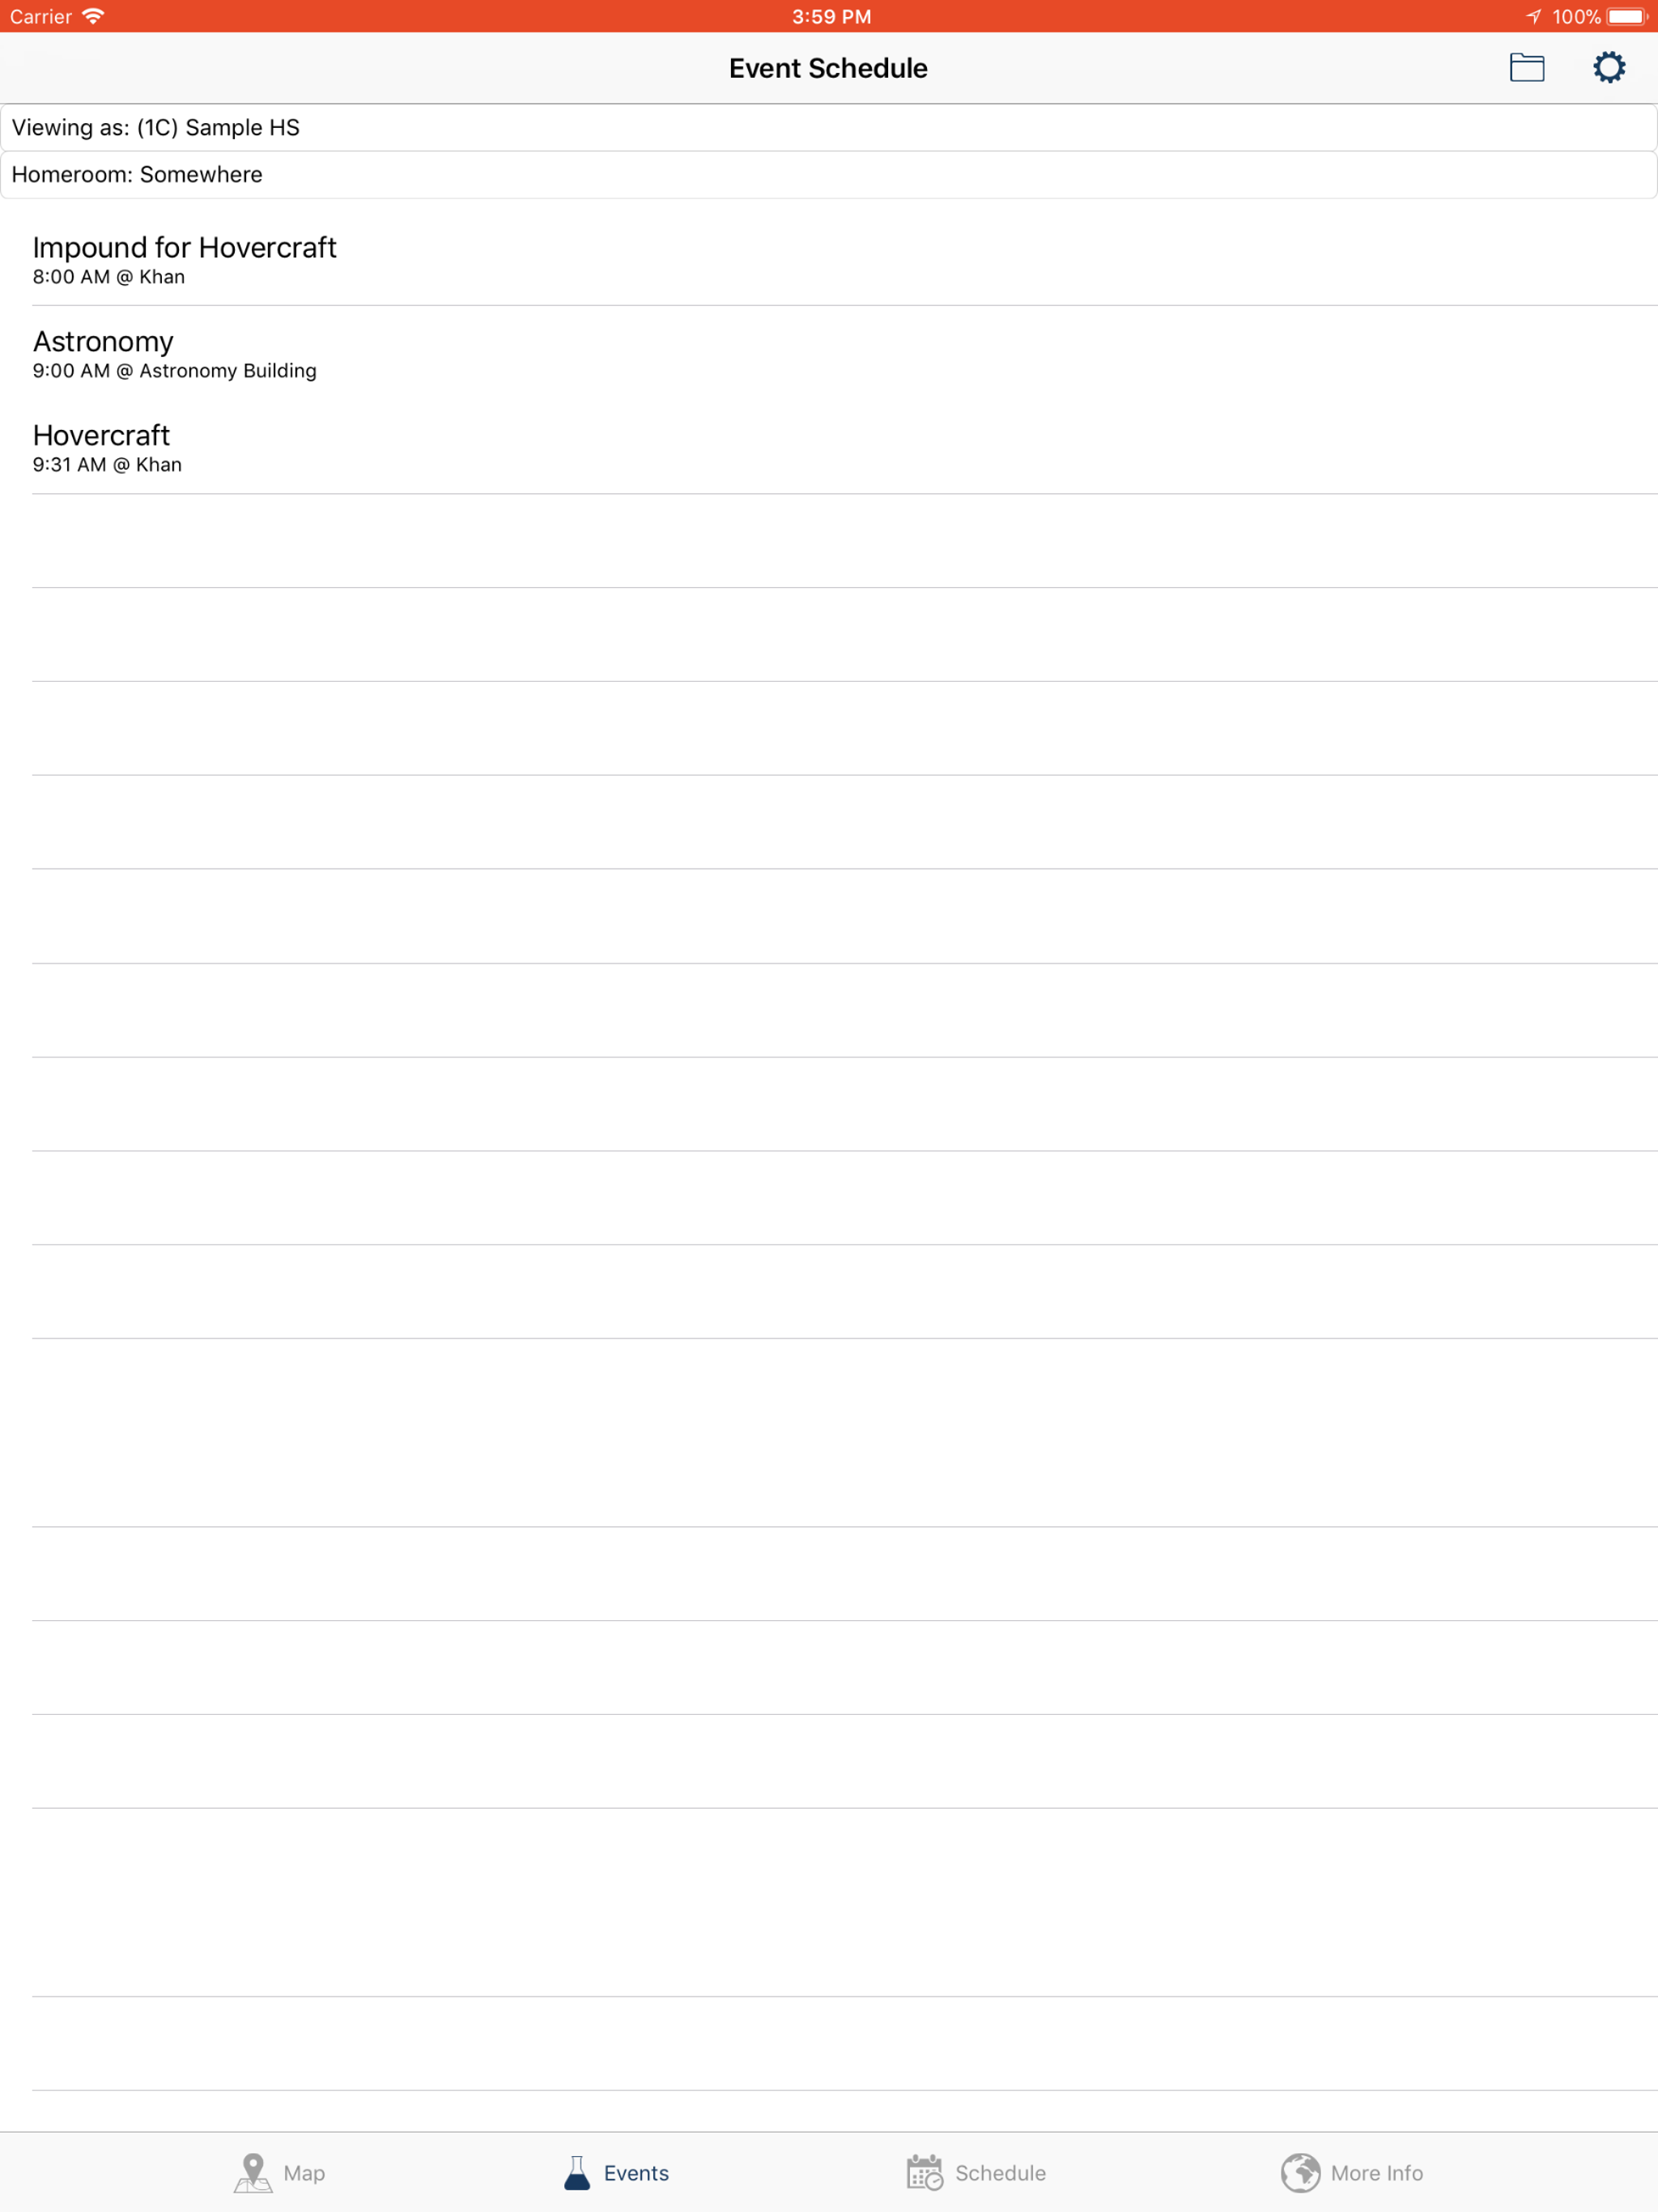 Carrier 3:59 PM 100%
Event Schedule
Viewing as: (1C) Sample HS
Homeroom: Somewhere
Impound for Hovercraft
8:00 AM @ Khan
Astronomy
9:00 AM @ Astronomy Building
Hovercraft
9:31 AM @ Khan
Map Events Schedule More Info